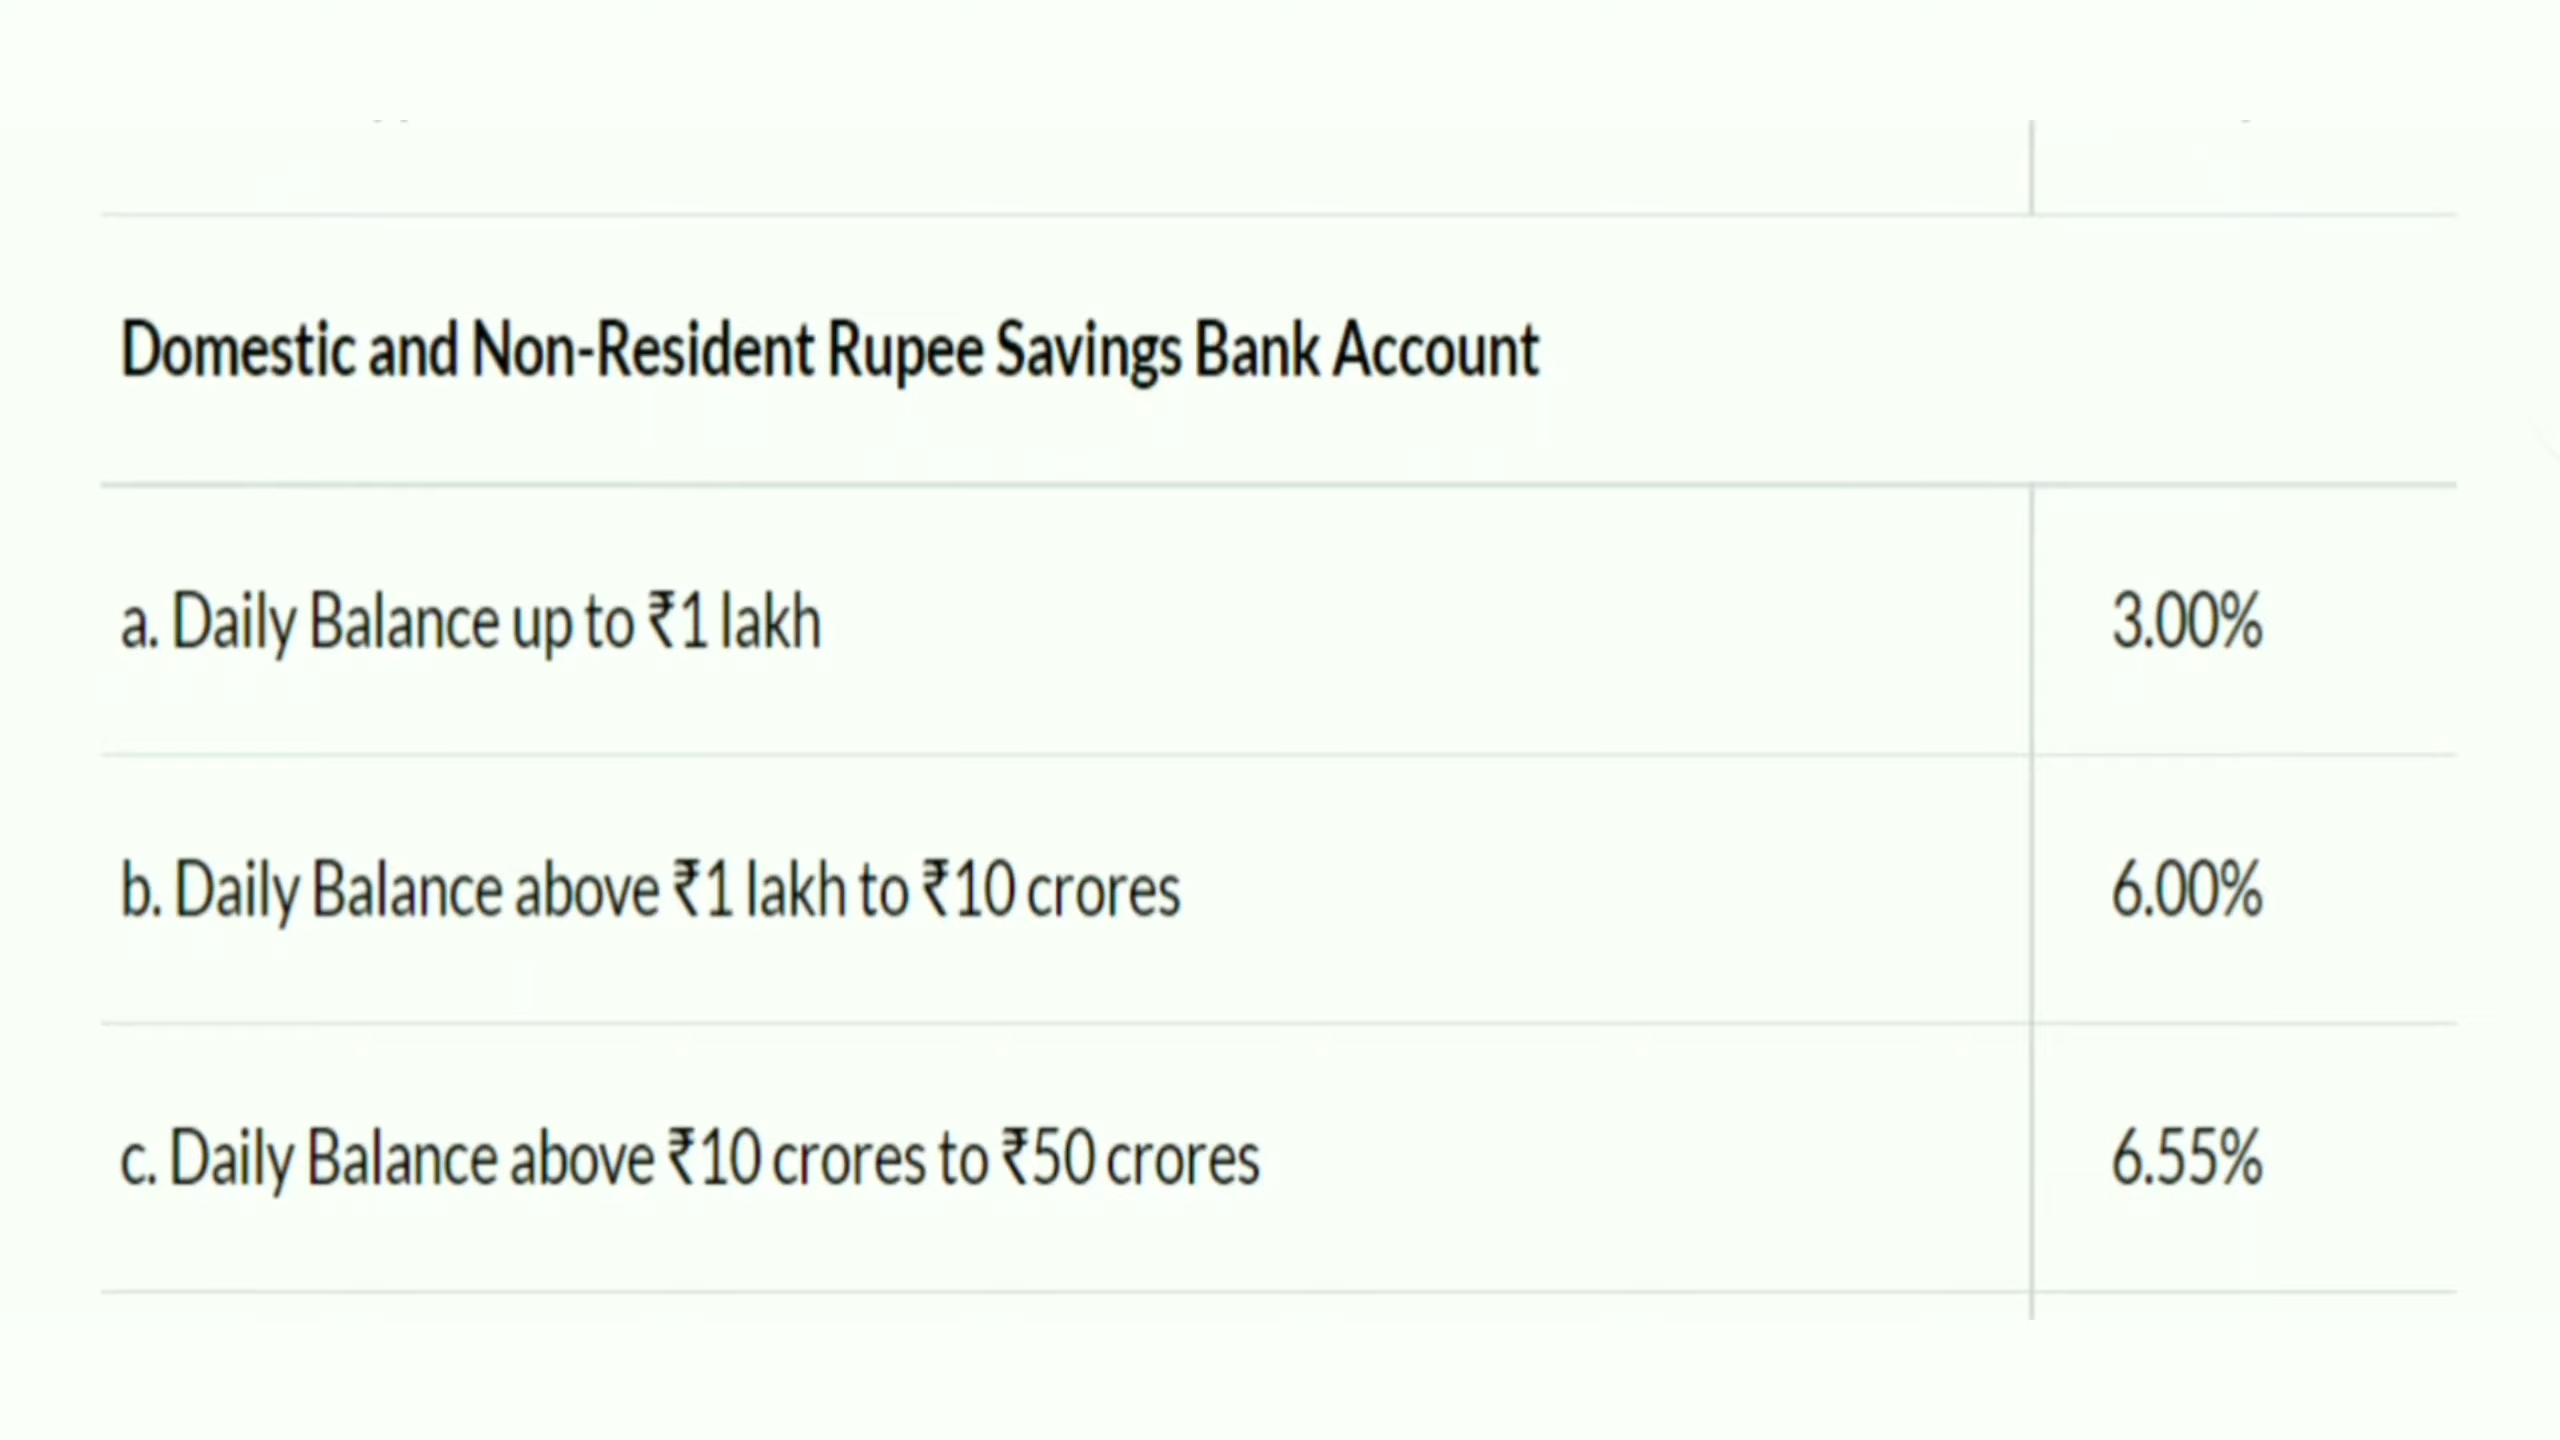 Domestic and Non-Resident Rupee Savings Bank Account
a. Daily Balance up to ₹1 lakh 3.00%
b. Daily Balance above ₹1 lakh to ₹10 crores 6.00%
c. Daily Balance above ₹10 crores to ₹50 crores 6.55%